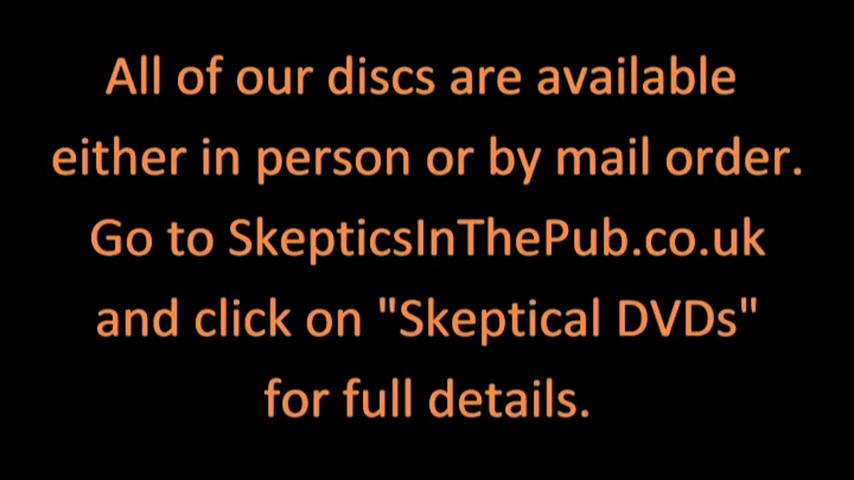 All of our discs are available
either in person or by mail order.
Go to SkepticsInThePub.co.uk
and click on "Skeptical DVDs"
for full details.